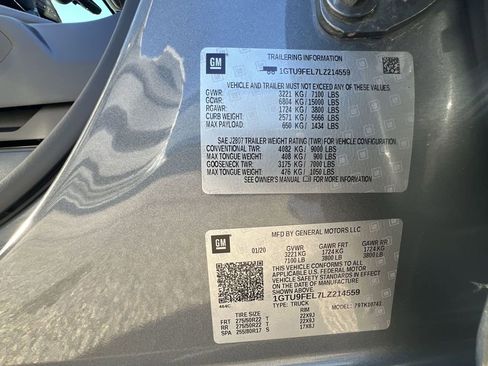 GM
TRAILERING INFORMATION
1GTU9FEL7LZ214559
VEHICLE AND TRAILER MUST NOT EXCEED ANY OF THESE VALUES.
GVWR: 3221 KG / 7100 LBS
GCWR: 6804 KG / 15000 LBS
RGAWR: 1724 KG / 3800 LBS
CURB WEIGHT: 2571 KG / 5666 LBS
MAX PAYLOAD: 650 KG / 1434 LBS
SAE J2807 TRAILER WEIGHT RATING (TWR) FOR VEHICLE CONFIGURATION.
CONVENTIONAL TWR: 4082 KG / 9000 LBS
MAX TONGUE WEIGHT: 408 KG / 900 LBS
GOOSENECK TWR: 3175 KG / 7000 LBS
MAX TONGUE WEIGHT: 476 KG / 1050 LBS
SEE OWNER'S MANUAL FOR MORE INFORMATION
GM
MFD BY GENERAL MOTORS LLC
01/20 GVWR GAWR FRT GAWR RR
3221 KG 1724 KG 1724 KG
7100 LB 3800 LB 3800 LB
THIS VEHICLE CONFORMS TO ALL
APPLICABLE U.S. FEDERAL MOTOR
VEHICLE SAFETY
STANDARDS IN EFFECT ON THE DATE OF MANUFACTURE
SHOWN ABOVE.
1GTU9FEL7LZ214559
TYPE: TRUCK MODEL:
464C
TIRE SIZE RIM
FRT 275/50R22 T 22X9J
RR 275/50R22 T 22X9J
SPA 255/80R17 S 17X8J